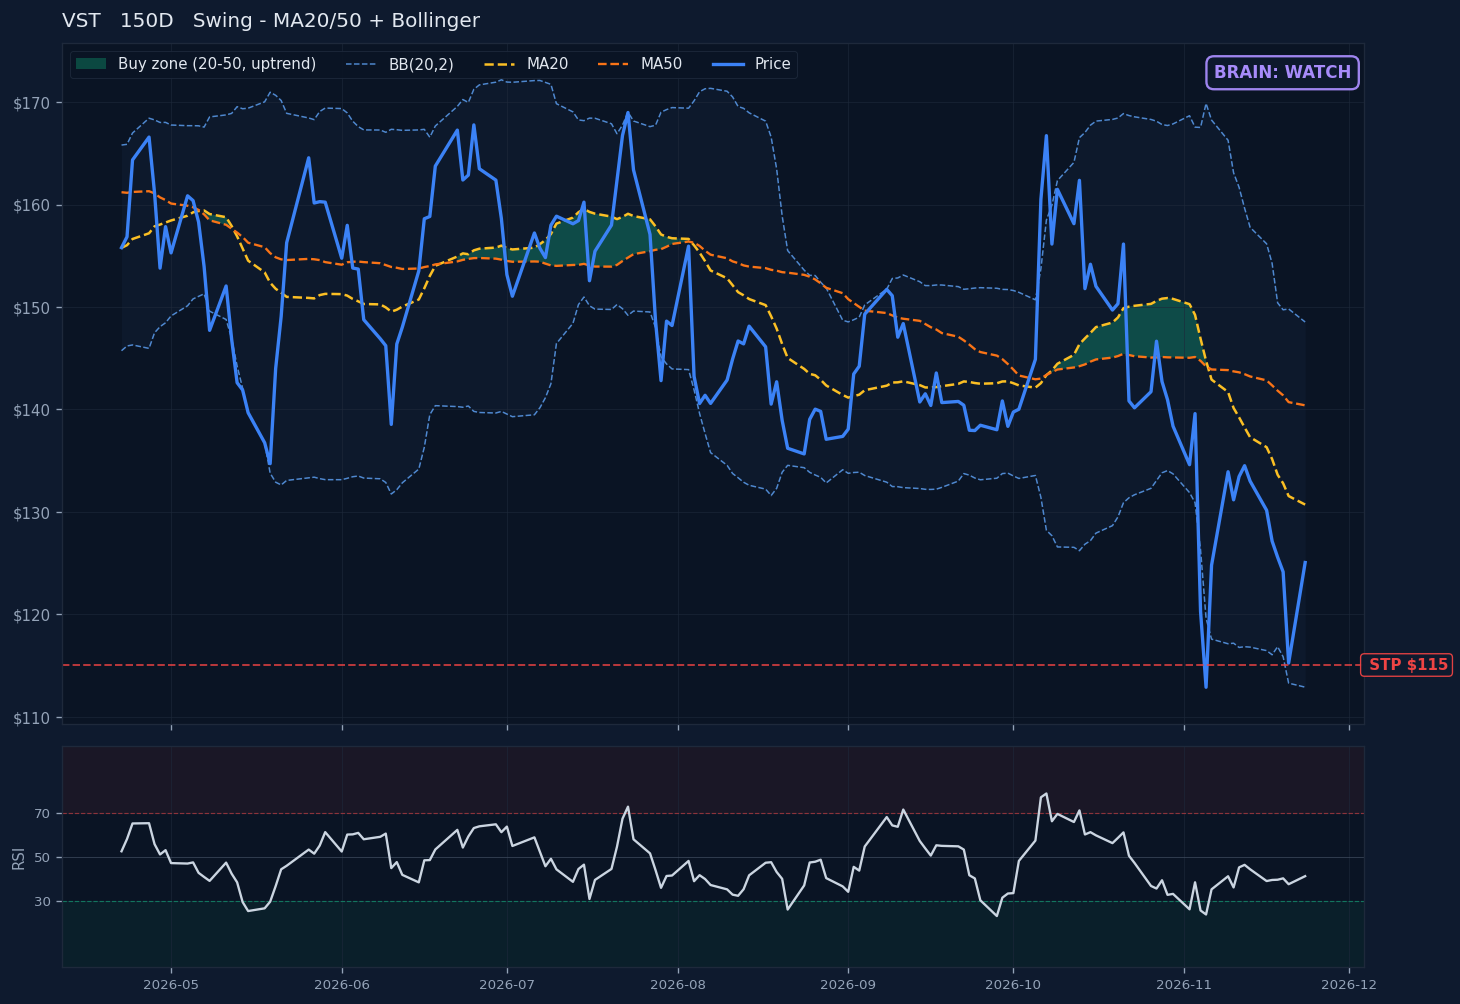 VST 150D Swing - MA20/50 + Bollinger
Buy zone (20-50, uptrend) BB(20,2) MA20 MA50 Price
BRAIN: WATCH
$170
$160
$150
$140
$130
$120
STP $115
$110
RSI
70
50
30
2026-05 2026-06 2026-07 2026-08 2026-09 2026-10 2026-11 2026-12